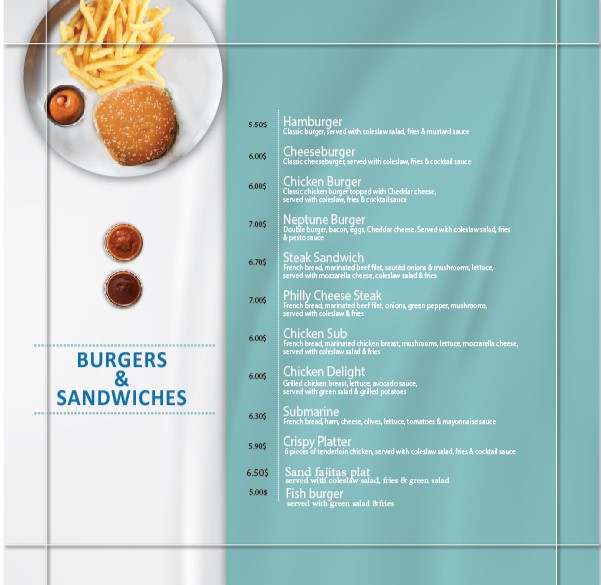 5.50$ Hamburger
Classic burger, served with coleslaw salad, fries & mustard sauce
6.00$ Cheeseburger
Classic cheeseburger, served with coleslaw, fries & cocktail sauce
6.00$ Chicken Burger
Classic chicken burger topped with Cheddar cheese,
served with coleslaw, fries & cocktail sauce
7.00$ Neptune Burger
Double burger, bacon, eggs, Cheddar cheese. Served with coleslaw salad, fries
& pesto sauce
6.70$ Steak Sandwich
French bread, marinated beef filet, sautéd onions & mushrooms, lettuce,
served with mozzarella cheese, coleslaw salad & fries
7.00$ Philly Cheese Steak
French bread, marinated beef filet, onions, green pepper, mushrooms,
served with coleslaw & fries
6.00$ Chicken Sub
French bread, marinated chicken breast, mushrooms, lettuce, mozzarella cheese,
served with coleslaw salad & fries
6.00$ Chicken Delight
Grilled chicken breast, lettuce, avocado sauce,
served with green salad & grilled potatoes
6.30$ Submarine
French bread, ham, cheese, olives, lettuce, tomatoes & mayonnaise sauce
5.90$ Crispy Platter
6 pieces of tenderloin chicken, served with coleslaw salad, fries & cocktail sauce
6.50$ Sand fajitas plat
served with coleslaw salad, fries & green salad
5.00$ Fish burger
served with green salad &fries
BURGERS
&
SANDWICHES